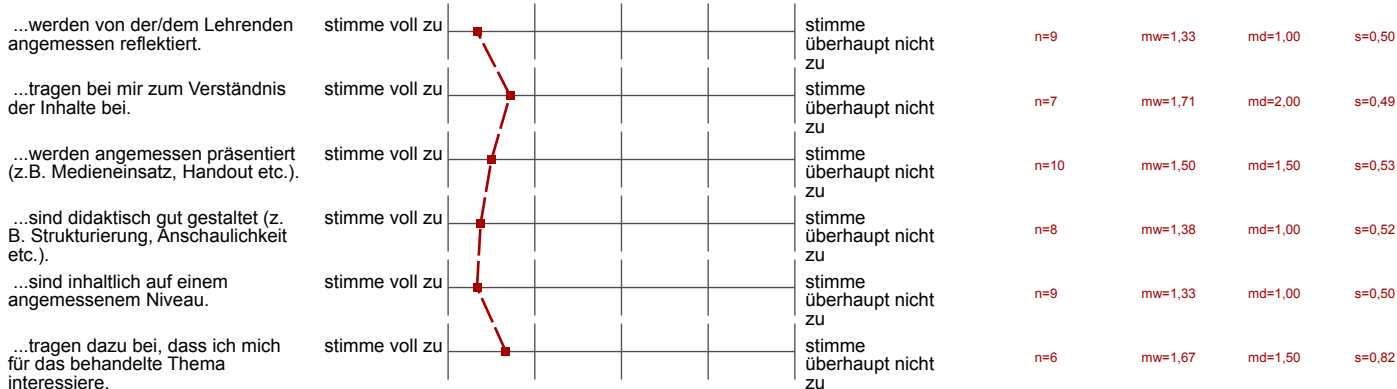 ...werden von der/dem Lehrenden
angemessen reflektiert.
stimme voll zu
stimme
überhaupt nicht
zu
n=9
mw=1,33
md=1,00
s=0,50
...tragen bei mir zum Verständnis
der Inhalte bei.
stimme voll zu
stimme
überhaupt nicht
zu
n=7
mw=1,71
md=2,00
s=0,49
...werden angemessen präsentiert
(z.B. Medieneinsatz, Handout etc.).
stimme voll zu
stimme
überhaupt nicht
zu
n=10
mw=1,50
md=1,50
s=0,53
...sind didaktisch gut gestaltet (z.
B. Strukturierung, Anschaulichkeit
etc.).
stimme voll zu
stimme
überhaupt nicht
zu
n=8
mw=1,38
md=1,00
s=0,52
...sind inhaltlich auf einem
angemessenem Niveau.
stimme voll zu
stimme
überhaupt nicht
zu
n=9
mw=1,33
md=1,00
s=0,50
...tragen dazu bei, dass ich mich
für das behandelte Thema
interessiere.
stimme voll zu
stimme
überhaupt nicht
zu
n=6
mw=1,67
md=1,50
s=0,82